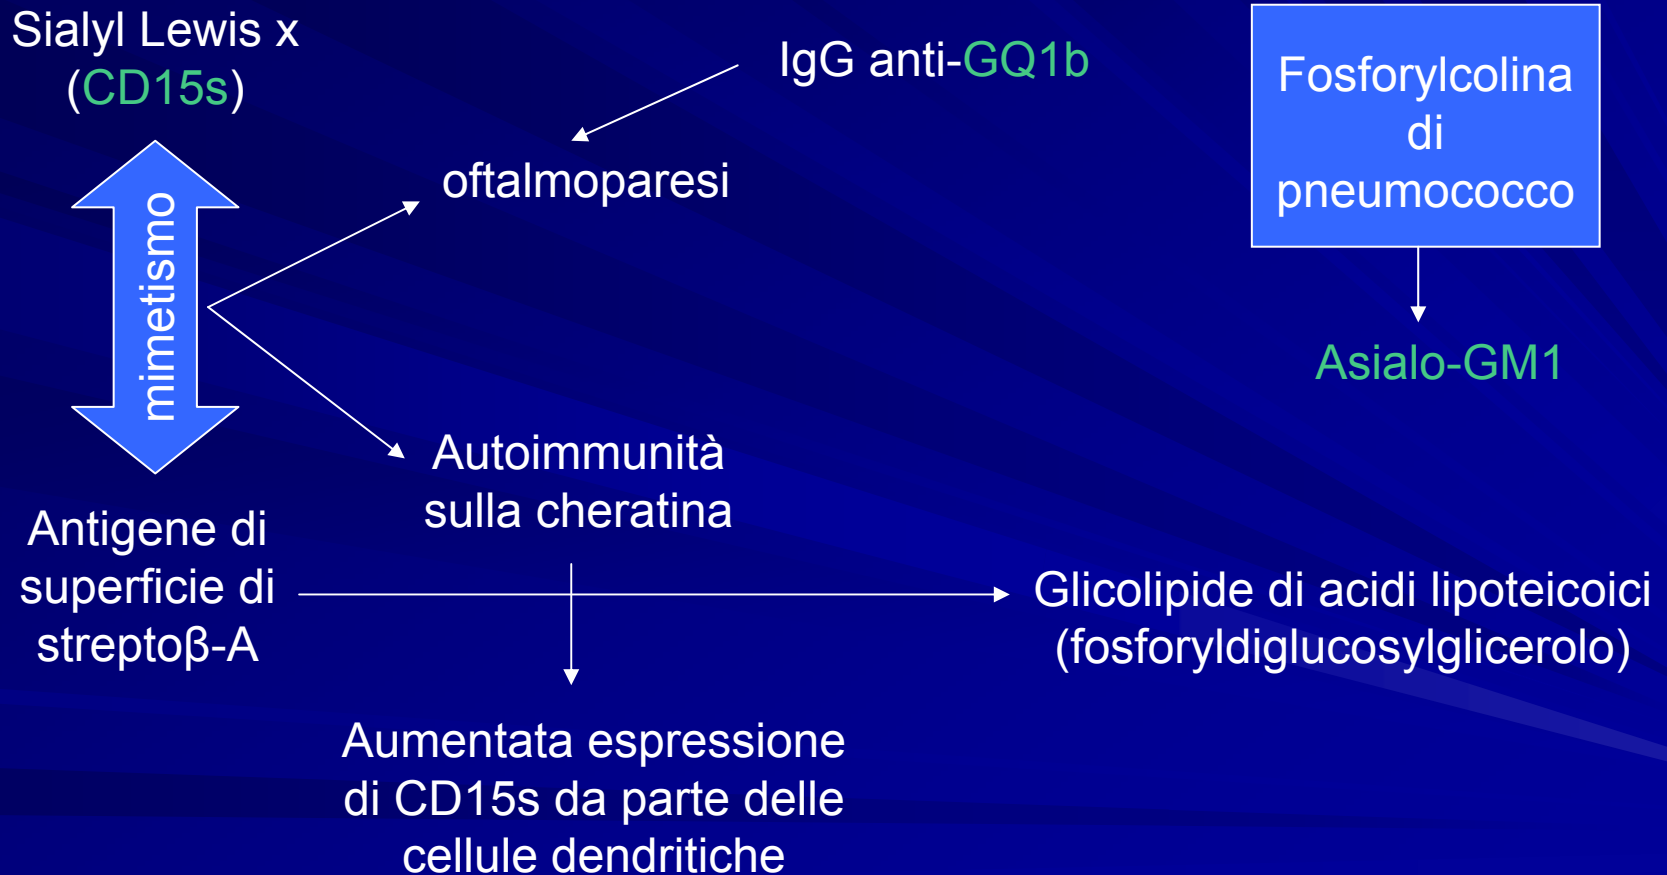 Sialyl Lewis x
(CD15s)
IgG anti-GQ1b
Fosforylcolina
di
pneumococco
oftalmoparesi
mimetismo
Asialo-GM1
Autoimmunità
sulla cheratina
Antigene di
superficie di
streptoβ-A
Glicolipide di acidi lipoteicoici
(fosforyldiglucosylglicerolo)
Aumentata espressione
di CD15s da parte delle
cellule dendritiche